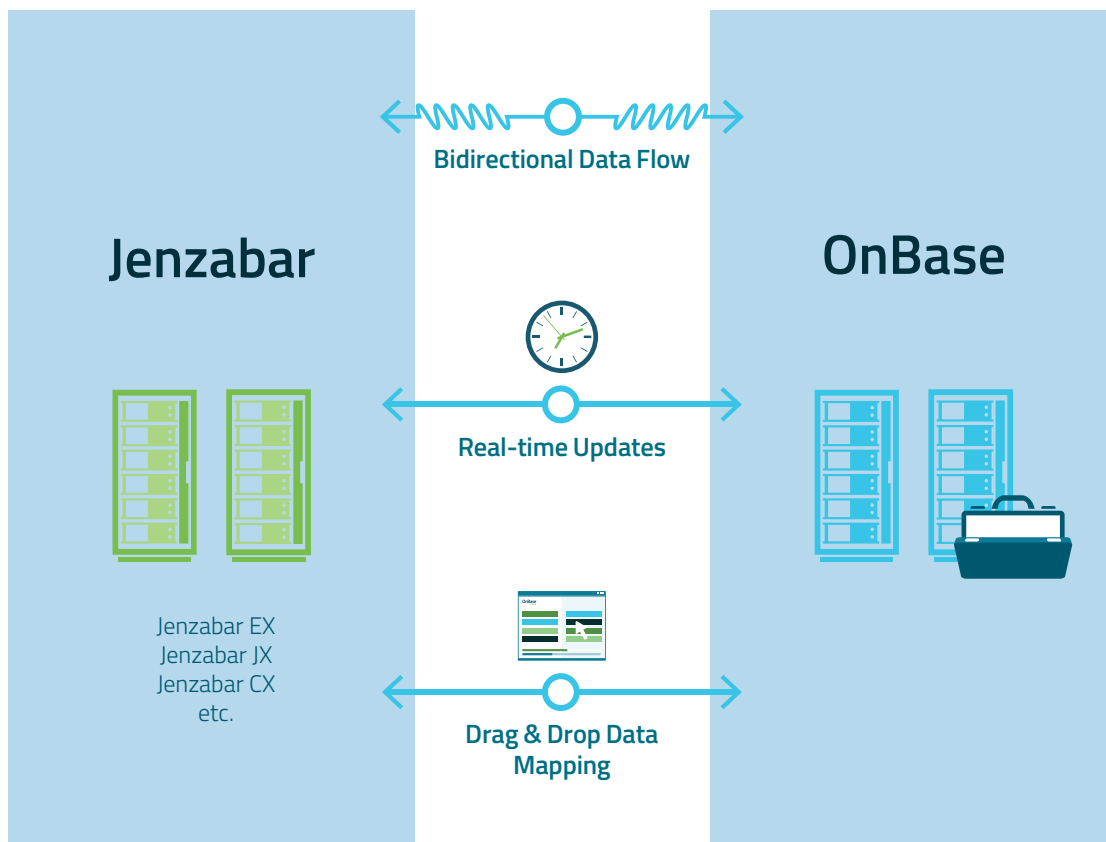 Bidirectional Data Flow
Jenzabar
OnBase
Real-time Updates
OnBase
Jenzabar EX
Jenzabar JX
Jenzabar CX
etc.
Drag & Drop Data
Mapping